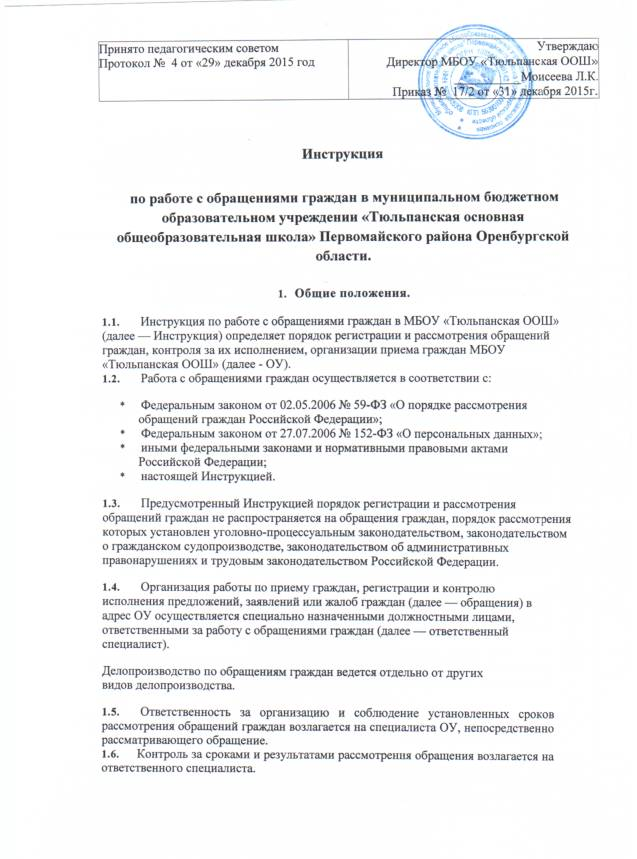 Принято педагогическим советом
Протокол № 4 от «29» декабря 2015 год
Утверждаю
Директор МБОУ «Тюльпанская ООШ»
Моисеева Л.К.
Приказ № 17/2 от «31» декабря 2015г.
Инструкция
по работе с обращениями граждан в муниципальном бюджетном
образовательном учреждении «Тюльпанская основная
общеобразовательная школа» Первомайского района Оренбургской
области.
1. Общие положения.
1.1. Инструкция по работе с обращениями граждан в МБОУ «Тюльпанская ООШ»
(далее — Инструкция) определяет порядок регистрации и рассмотрения обращений
граждан, контроля за их исполнением, организации приема граждан МБОУ
«Тюльпанская ООШ» (далее - ОУ).
1.2. Работа с обращениями граждан осуществляется в соответствии с:
* Федеральным законом от 02.05.2006 № 59-ФЗ «О порядке рассмотрения
обращений граждан Российской Федерации»;
* Федеральным законом от 27.07.2006 № 152-ФЗ «О персональных данных»;
* иными федеральными законами и нормативными правовыми актами
Российской Федерации;
* настоящей Инструкцией.
1.3. Предусмотренный Инструкцией порядок регистрации и рассмотрения
обращений граждан не распространяется на обращения граждан, порядок рассмотрения
которых установлен уголовно-процессуальным законодательством, законодательством
о гражданском судопроизводстве, законодательством об административных
правонарушениях и трудовым законодательством Российской Федерации.
1.4. Организация работы по приему граждан, регистрации и контролю
исполнения предложений, заявлений или жалоб граждан (далее — обращения) в
адрес ОУ осуществляется специально назначенными должностными лицами,
ответственными за работу с обращениями граждан (далее — ответственный
специалист).
Делопроизводство по обращениям граждан ведется отдельно от других
видов делопроизводства.
1.5. Ответственность за организацию и соблюдение установленных сроков
рассмотрения обращений граждан возлагается на специалиста ОУ, непосредственно
рассматривающего обращение.
1.6. Контроль за сроками и результатами рассмотрения обращения возлагается на
ответственного специалиста.